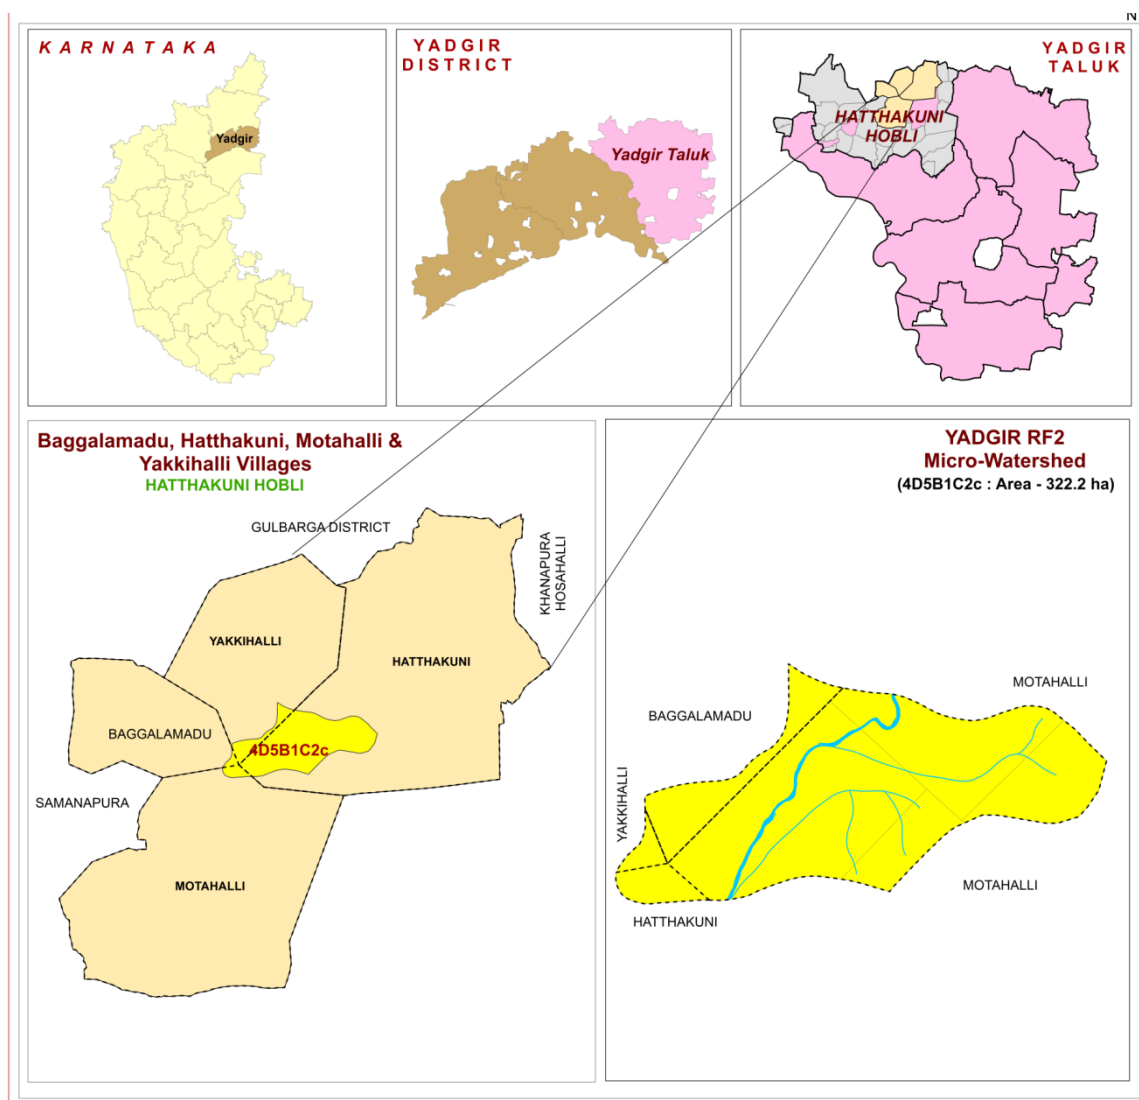 N
K A R N A T A K A
Yadgir
YADGIR
DISTRICT
Yadgir Taluk
YADGIR
TALUK
HATTHAKUNI
HOBLI
Baggalamadu, Hatthakuni, Motahalli &
Yakkihalli Villages
HATTHAKUNI HOBLI
GULBARGA DISTRICT
KHANAPURA
HOSAHALLI
YAKKIHALLI
HATTHAKUNI
BAGGALAMADU
4D5B1C2c
SAMANAPURA
MOTAHALLI
YADGIR RF2
Micro-Watershed
(4D5B1C2c : Area - 322.2 ha)
MOTAHALLI
BAGGALAMADU
YAKKIHALLI
MOTAHALLI
HATTHAKUNI